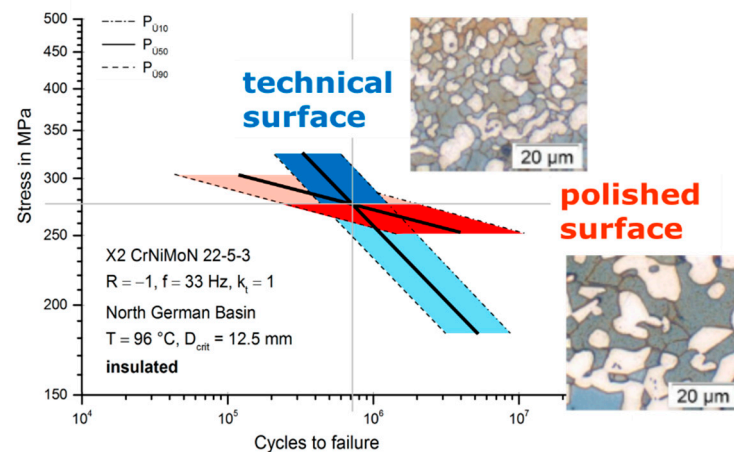 500
450
400
350
300
250
200
150
Stress in MPa
P_Ü10
P_Ü50
P_Ü90
technical
surface
20 µm
polished
surface
20 µm
X2 CrNiMoN 22-5-3
R = −1, f = 33 Hz, k_t = 1
North German Basin
T = 96 °C, D_crit = 12.5 mm
insulated
10^4
10^5
10^6
10^7
Cycles to failure